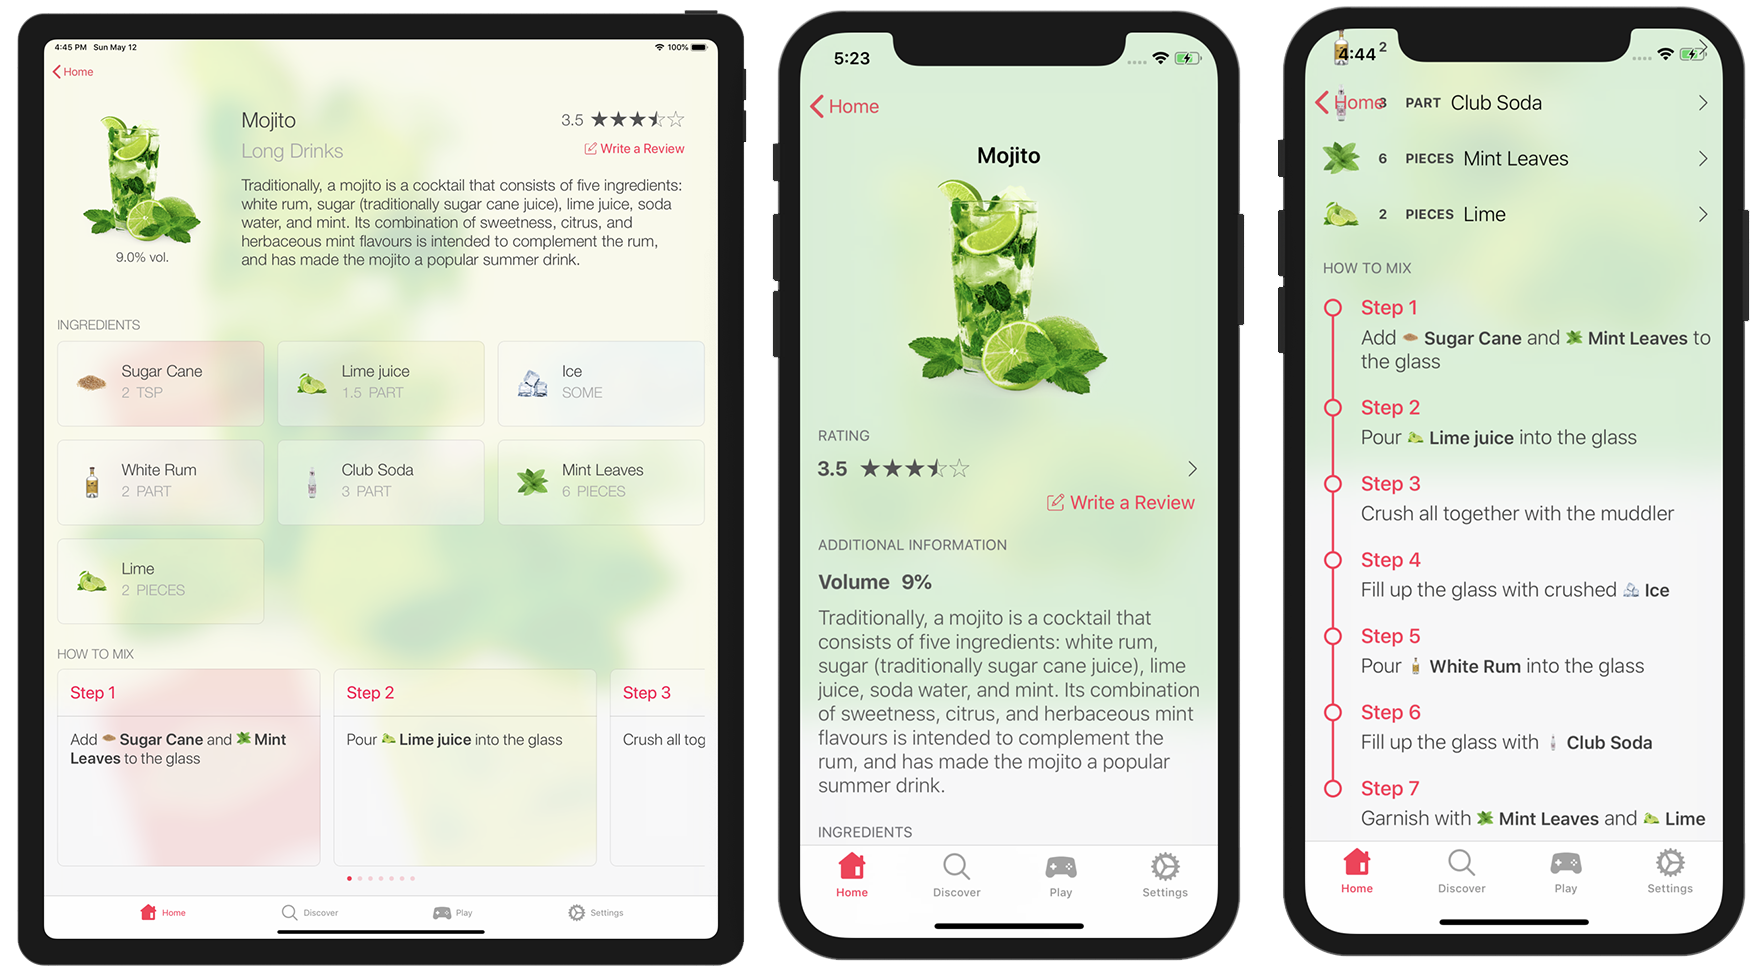 4:45 PM Sun May 12
100%
Home
Mojito
3.5
Long Drinks
Write a Review
Traditionally, a mojito is a cocktail that consists of five ingredients:
white rum, sugar (traditionally sugar cane juice), lime juice, soda
water, and mint. Its combination of sweetness, citrus, and
herbaceous mint flavours is intended to complement the rum,
and has made the mojito a popular summer drink.
9.0% vol.
INGREDIENTS
Sugar Cane
2 TSP
Lime juice
1.5 PART
Ice
SOME
White Rum
2 PART
Club Soda
3 PART
Mint Leaves
6 PIECES
Lime
2 PIECES
HOW TO MIX
Step 1
Add Sugar Cane and Mint
Leaves to the glass
Step 2
Pour Lime juice into the glass
Step 3
Crush all tog
Home
Discover
Play
Settings
5:23
Home
Mojito
RATING
3.5
Write a Review
ADDITIONAL INFORMATION
Volume 9%
Traditionally, a mojito is a cocktail that
consists of five ingredients: white rum,
sugar (traditionally sugar cane juice), lime
juice, soda water, and mint. Its combination
of sweetness, citrus, and herbaceous mint
flavours is intended to complement the
rum, and has made the mojito a popular
summer drink.
INGREDIENTS
Home
Discover
Play
Settings
4:44 2
Home 3 PART Club Soda
6 PIECES Mint Leaves
2 PIECES Lime
HOW TO MIX
Step 1
Add Sugar Cane and Mint Leaves to
the glass
Step 2
Pour Lime juice into the glass
Step 3
Crush all together with the muddler
Step 4
Fill up the glass with crushed Ice
Step 5
Pour White Rum into the glass
Step 6
Fill up the glass with Club Soda
Step 7
Garnish with Mint Leaves and Lime
Home
Discover
Play
Settings